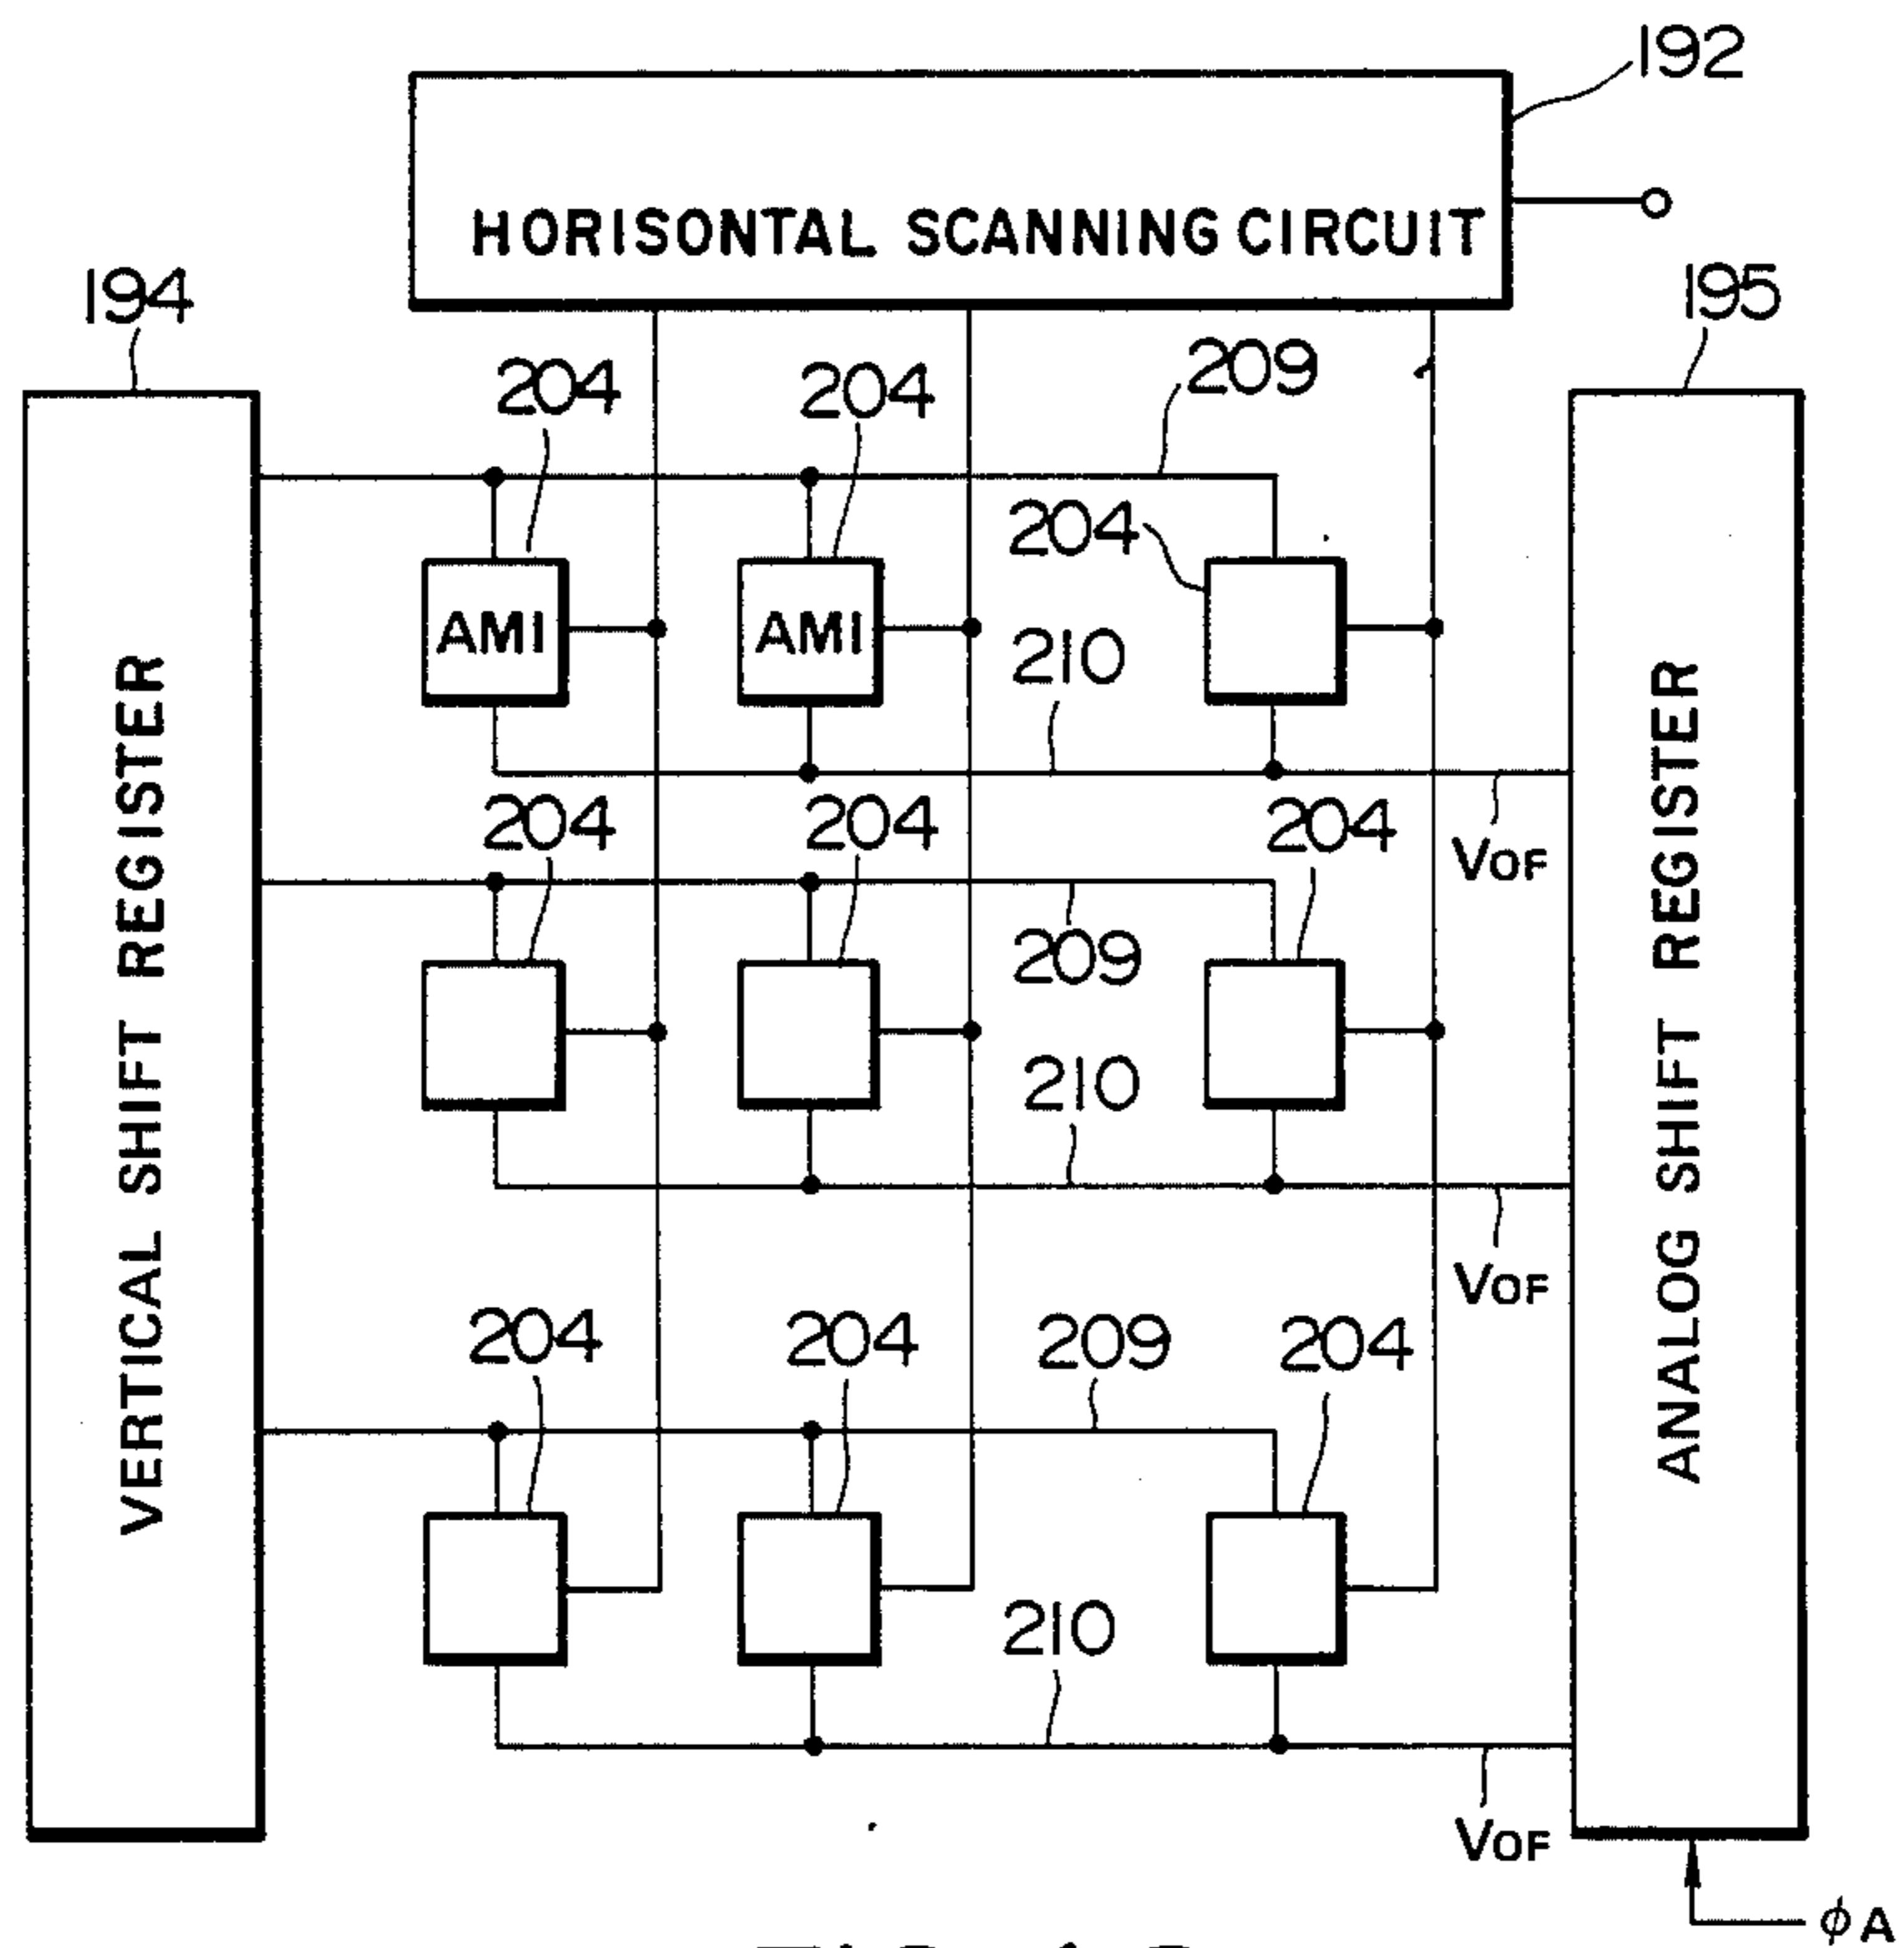 192
HORISONTAL SCANNING CIRCUIT
194
195
204
204
209
204
AMI
AMI
210
204
204
204
VOF
209
210
VOF
204
204
209
204
210
VOF
φA
VERTICAL SHIFT REGISTER
ANALOG SHIFT REGISTER